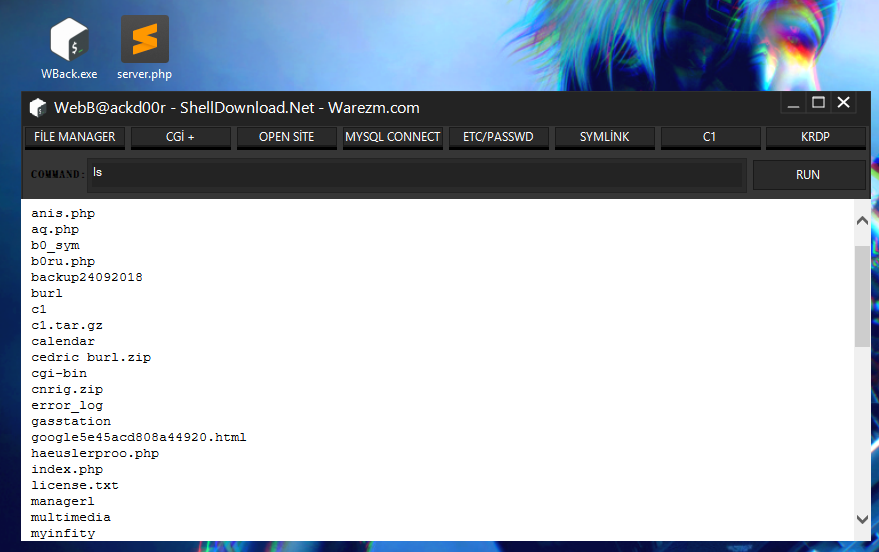 WBack.exe
server.php
WebB@ackd00r - ShellDownload.Net - Warezm.com
FİLE MANAGER
CGİ +
OPEN SİTE
MYSQL CONNECT
ETC/PASSWD
SYMLİNK
C1
KRDP
COMMAND:
ls
RUN
anis.php
aq.php
b0_sym
b0ru.php
backup24092018
burl
c1
c1.tar.gz
calendar
cedric burl.zip
cgi-bin
cnrig.zip
error_log
gasstation
google5e45acd808a44920.html
haeuslerproo.php
index.php
license.txt
managerl
multimedia
myinfity